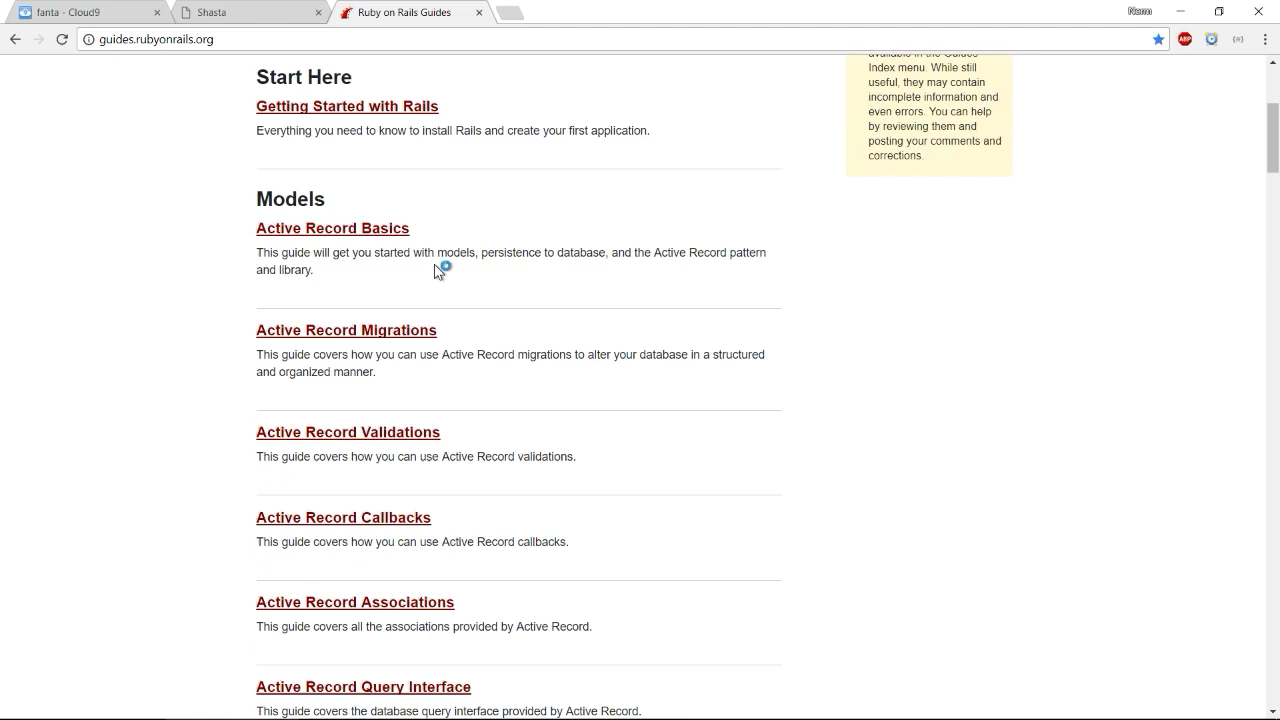 fanta - Cloud9
Shasta
Ruby on Rails Guides
Norm
guides.rubyonrails.org
ABP
Start Here
Getting Started with Rails
Everything you need to know to install Rails and create your first application.
Models
Active Record Basics
This guide will get you started with models, persistence to database, and the Active Record pattern
and library.
Active Record Migrations
This guide covers how you can use Active Record migrations to alter your database in a structured
and organized manner.
Active Record Validations
This guide covers how you can use Active Record validations.
Active Record Callbacks
This guide covers how you can use Active Record callbacks.
Active Record Associations
This guide covers all the associations provided by Active Record.
Active Record Query Interface
This guide covers the database query interface provided by Active Record.
available in the Guides
Index menu. While still
useful, they may contain
incomplete information and
even errors. You can help
by reviewing them and
posting your comments and
corrections.